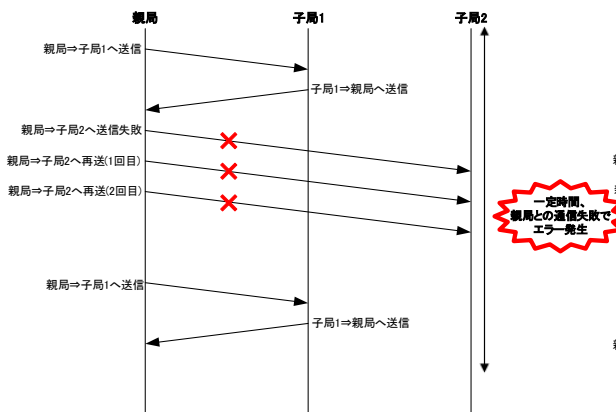 親局
子局1
子局2
親局⇒子局1へ送信
子局1⇒親局へ送信
親局⇒子局2へ送信失敗
親局⇒子局2へ再送(1回目)
親局⇒子局2へ再送(2回目)
一定時間、
親局との通信失敗で
エラー発生
親局⇒子局1へ送信
子局1⇒親局へ送信